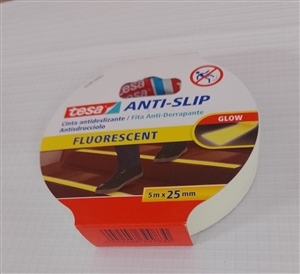 tesa
ANTI-SLIP
Cinta antideslizante / Fita Anti-Derrapante
Antisdrucciolo
FLUORESCENT
GLOW
5m x 25mm